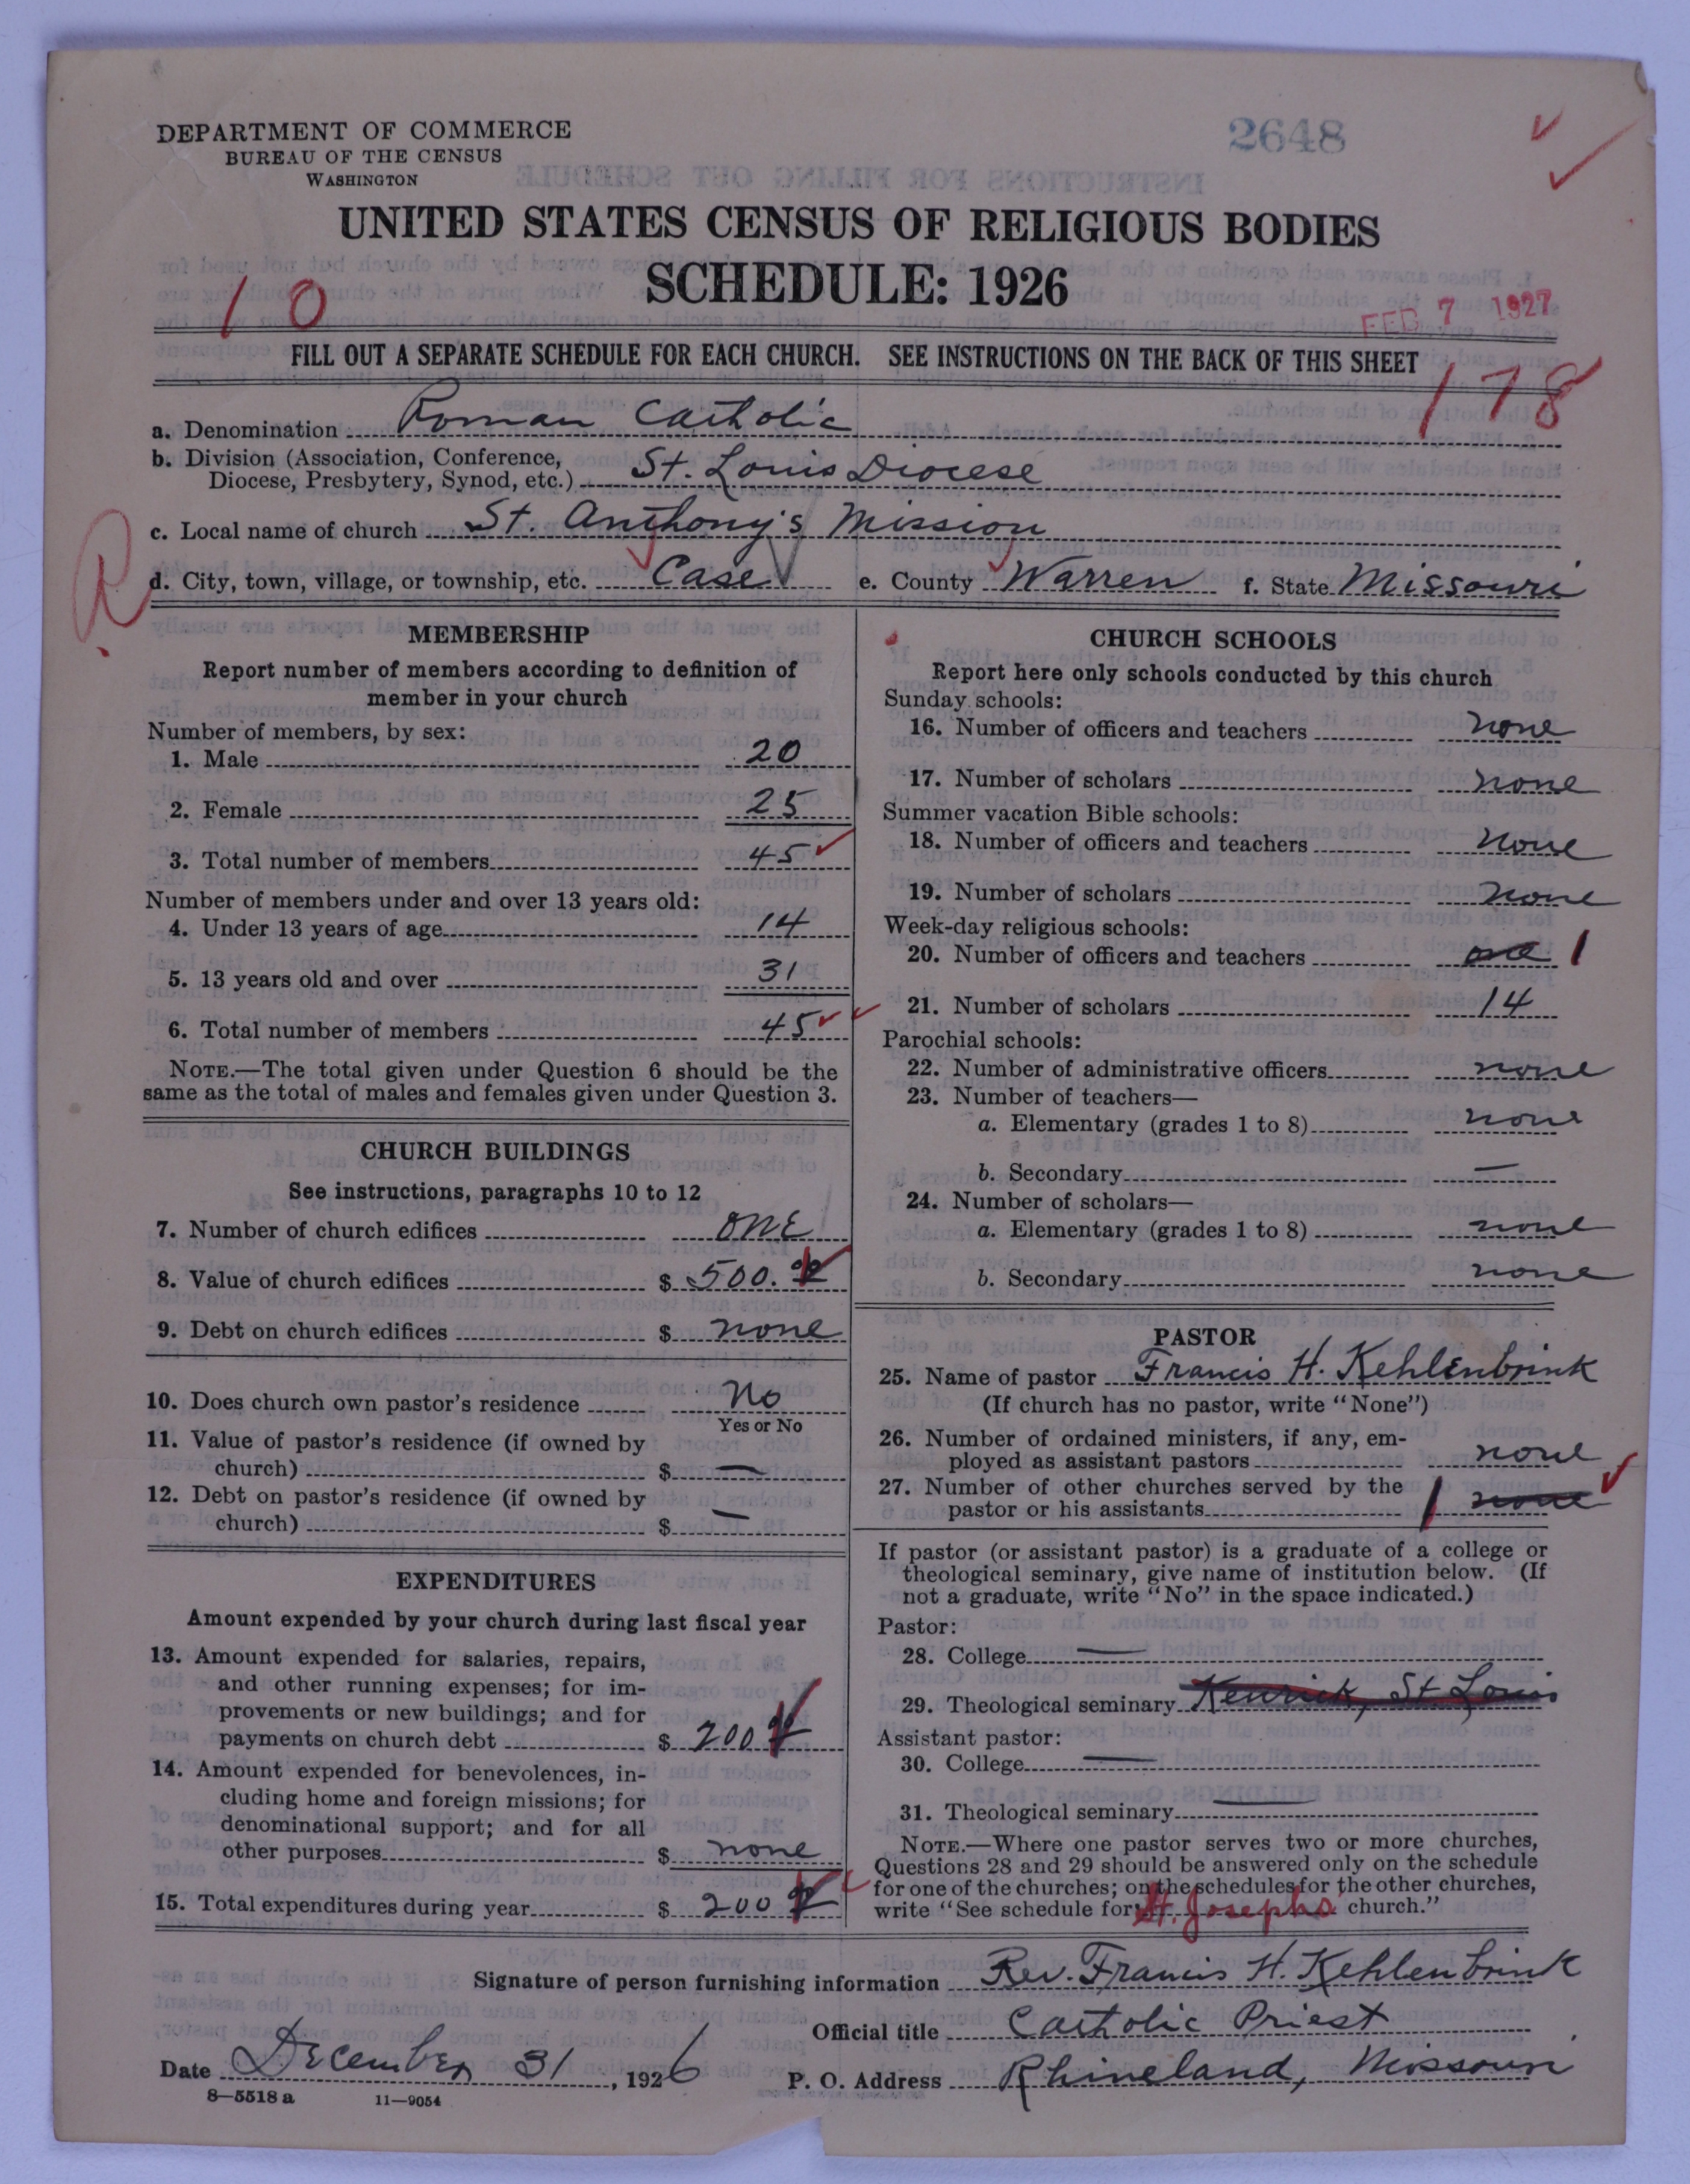 DEPARTMENT OF COMMERCE
BUREAU OF THE CENSUS
WASHINGTON
2648
UNITED STATES CENSUS OF RELIGIOUS BODIES
SCHEDULE: 1926
10
FEB 7 1927
FILL OUT A SEPARATE SCHEDULE FOR EACH CHURCH. SEE INSTRUCTIONS ON THE BACK OF THIS SHEET
178
a. Denomination Roman Catholic
b. Division (Association, Conference,
Diocese, Presbytery, Synod, etc.) St. Louis Diocese
c. Local name of church St. Anthony's Mission
R
d. City, town, village, or township, etc. Case e. County Warren f. State Missouri
MEMBERSHIP
Report number of members according to definition of
member in your church
Number of members, by sex:
1. Male 20
2. Female 25
3. Total number of members 45
Number of members under and over 13 years old:
4. Under 13 years of age 14
5. 13 years old and over 31
6. Total number of members 45
NOTE.—The total given under Question 6 should be the
same as the total of males and females given under Question 3.
CHURCH BUILDINGS
See instructions, paragraphs 10 to 12
7. Number of church edifices ONE
8. Value of church edifices $ 500.
9. Debt on church edifices $ none
10. Does church own pastor's residence No
Yes or No
11. Value of pastor's residence (if owned by
church) $ —
12. Debt on pastor's residence (if owned by
church) $ —
EXPENDITURES
Amount expended by your church during last fiscal year
13. Amount expended for salaries, repairs,
and other running expenses; for im-
provements or new buildings; and for
payments on church debt $ 200
14. Amount expended for benevolences, in-
cluding home and foreign missions; for
denominational support; and for all
other purposes $ none
15. Total expenditures during year $ 200
CHURCH SCHOOLS
Report here only schools conducted by this church
Sunday schools:
16. Number of officers and teachers none
17. Number of scholars none
Summer vacation Bible schools:
18. Number of officers and teachers none
19. Number of scholars none
Week-day religious schools:
20. Number of officers and teachers one 1
21. Number of scholars 14
Parochial schools:
22. Number of administrative officers none
23. Number of teachers—
a. Elementary (grades 1 to 8) none
b. Secondary —
24. Number of scholars—
a. Elementary (grades 1 to 8) none
b. Secondary none
PASTOR
25. Name of pastor Francis H. Kehlenbrink
(If church has no pastor, write "None")
26. Number of ordained ministers, if any, em-
ployed as assistant pastors none
27. Number of other churches served by the
pastor or his assistants 1 none
If pastor (or assistant pastor) is a graduate of a college or
theological seminary, give name of institution below. (If
not a graduate, write "No" in the space indicated.)
Pastor:
28. College —
29. Theological seminary Kenrick, St. Louis
Assistant pastor:
30. College —
31. Theological seminary —
NOTE.—Where one pastor serves two or more churches,
Questions 28 and 29 should be answered only on the schedule
for one of the churches; on the schedules for the other churches,
write "See schedule for St. Josephs church."
Signature of person furnishing information Rev. Francis H. Kehlenbrink
Official title Catholic Priest
Date December 31, 1926 P. O. Address Rhineland, Missouri
8—5518 a 11—9054